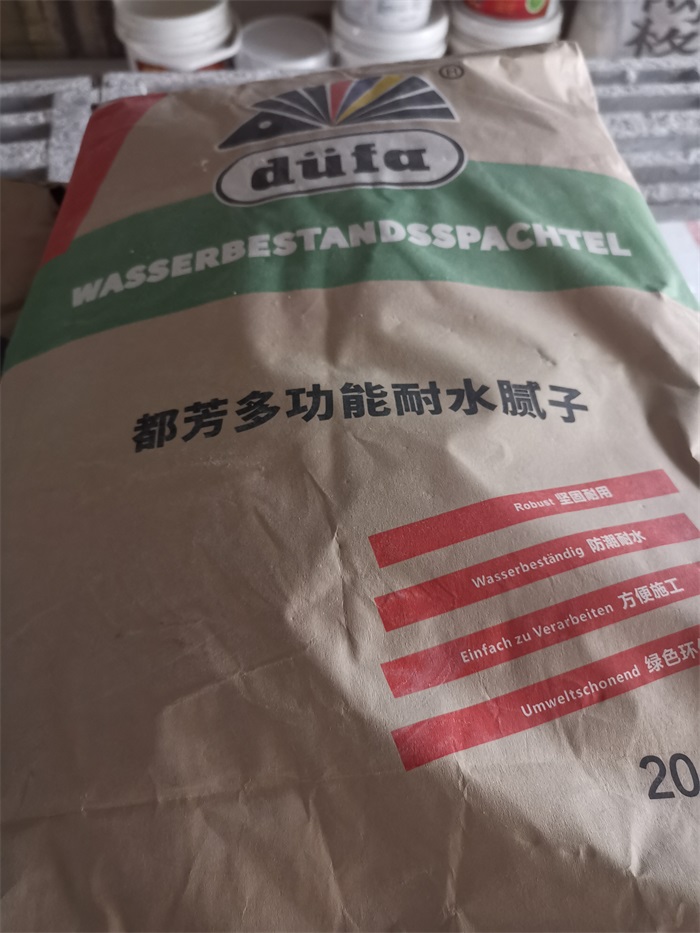 ®
düfa
WASSERBESTANDSSPACHTEL
都芳多功能耐水腻子
Robust 坚固耐用
Wasserbeständig 防潮耐水
Einfach zu Verarbeiten 方便施工
Umweltschonend 绿色环
20
格